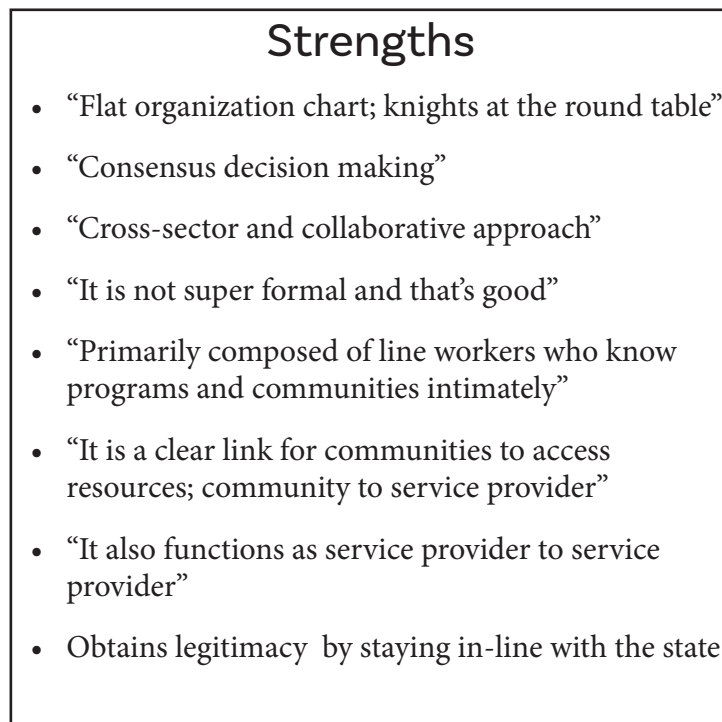 Strengths
• “Flat organization chart; knights at the round table”
• “Consensus decision making”
• “Cross-sector and collaborative approach”
• “It is not super formal and that’s good”
• “Primarily composed of line workers who know
programs and communities intimately”
• “It is a clear link for communities to access
resources; community to service provider”
• “It also functions as service provider to service
provider”
• Obtains legitimacy  by staying in-line with the state